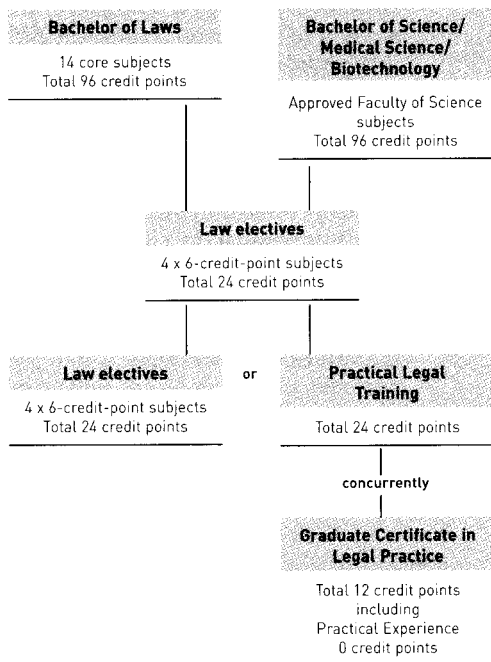 Bachelor of Laws
14 core subjects
Total 96 credit points
Bachelor of Science/
Medical Science/
Biotechnology
Approved Faculty of Science
subjects
Total 96 credit points
Law electives
4 x 6-credit-point subjects
Total 24 credit points
Law electives
4 x 6-credit-point subjects
Total 24 credit points
or
Practical Legal
Training
Total 24 credit points
concurrently
Graduate Certificate in
Legal Practice
Total 12 credit points
including
Practical Experience
0 credit points